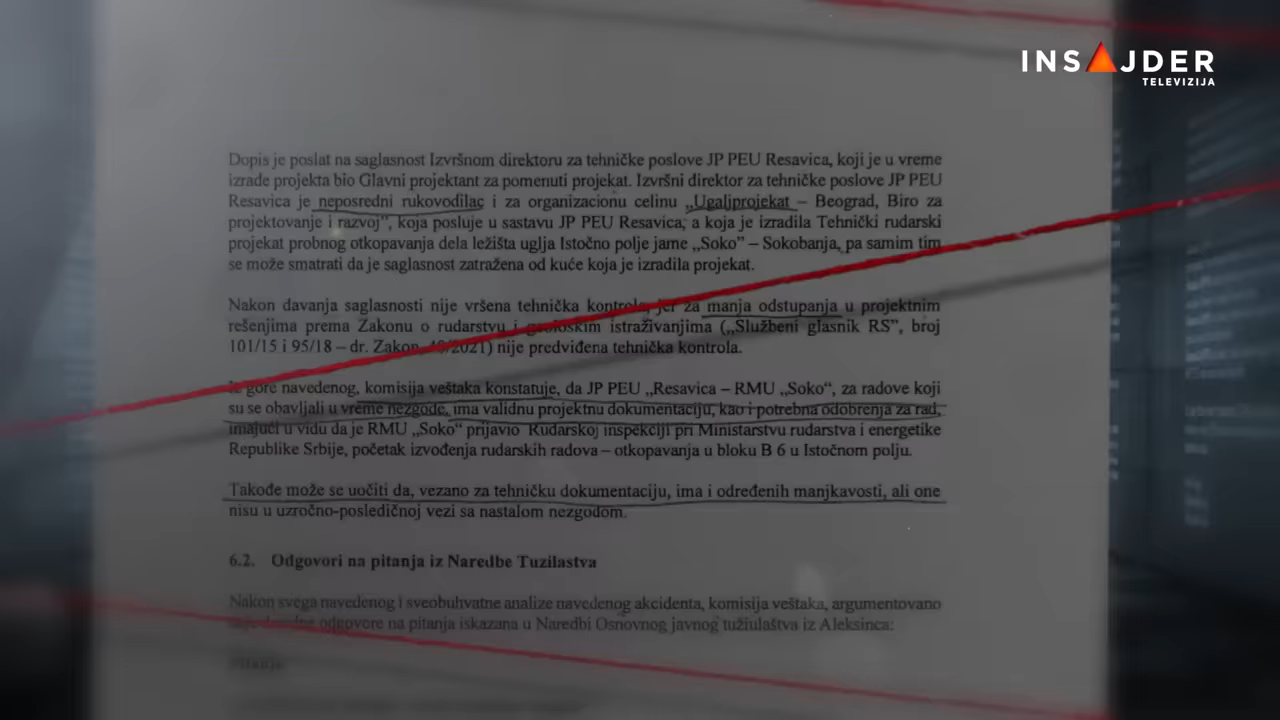 INSAJDER
TELEVIZIJA
Dopis je poslat na saglasnost Izvršnom direktoru za tehničke poslove JP PEU Resavica, koji je u vreme
izrade projekta bio Glavni projektant za pomenuti projekat. Izvršni direktor za tehničke poslove JP PEU
Resavica je neposredni rukovodilac i za organizacionu celinu „Ugaljprojekat – Beograd, Biro za
projektovanje i razvoj”, koja posluje u sastavu JP PEU Resavica, a koja je izradila Tehnički rudarski
projekat probnog otkopavanja dela ležišta uglja Istočno polje jame „Soko” – Sokobanja, pa samim tim
se može smatrati da je saglasnost zatražena od kuće koja je izradila projekat.
Nakon davanja saglasnosti nije vršena tehnička kontrola, jer za manja odstupanja u projektnim
rešenjima prema Zakonu o rudarstvu i geološkim istraživanjima („Službeni glasnik RS”, broj
101/15 i 95/18 – dr. Zakon, 40/2021) nije predviđena tehnička kontrola.
gore navedenog, komisija veštaka konstatuje, da JP PEU „Resavica – RMU „Soko“, za radove koji
su se obavljali u vreme nezgode, ima validnu projektnu dokumentaciju, kao i potrebna odobrenja za rad,
imajući u vidu da je RMU „Soko“ prijavio Rudarskoj inspekciji pri Ministarstvu rudarstva i energetike
Republike Srbije, početak izvođenja rudarskih radova – otkopavanja u bloku B 6 u Istočnom polju.
Takođe može se uočiti da, vezano za tehničku dokumentaciju, ima i određenih manjkavosti, ali one
nisu u uzročno-posledičnoj vezi sa nastalom nezgodom.
6.2. Odgovori na pitanja iz Naredbe Tuzilastva
Nakon svega navedenog i sveobuhvatne analize navedenog akcidenta, komisija veštaka, argumentovano
odgovore na pitanja iskazana u Naredbi Osnovnog javnog tužilaštva iz Aleksinca: